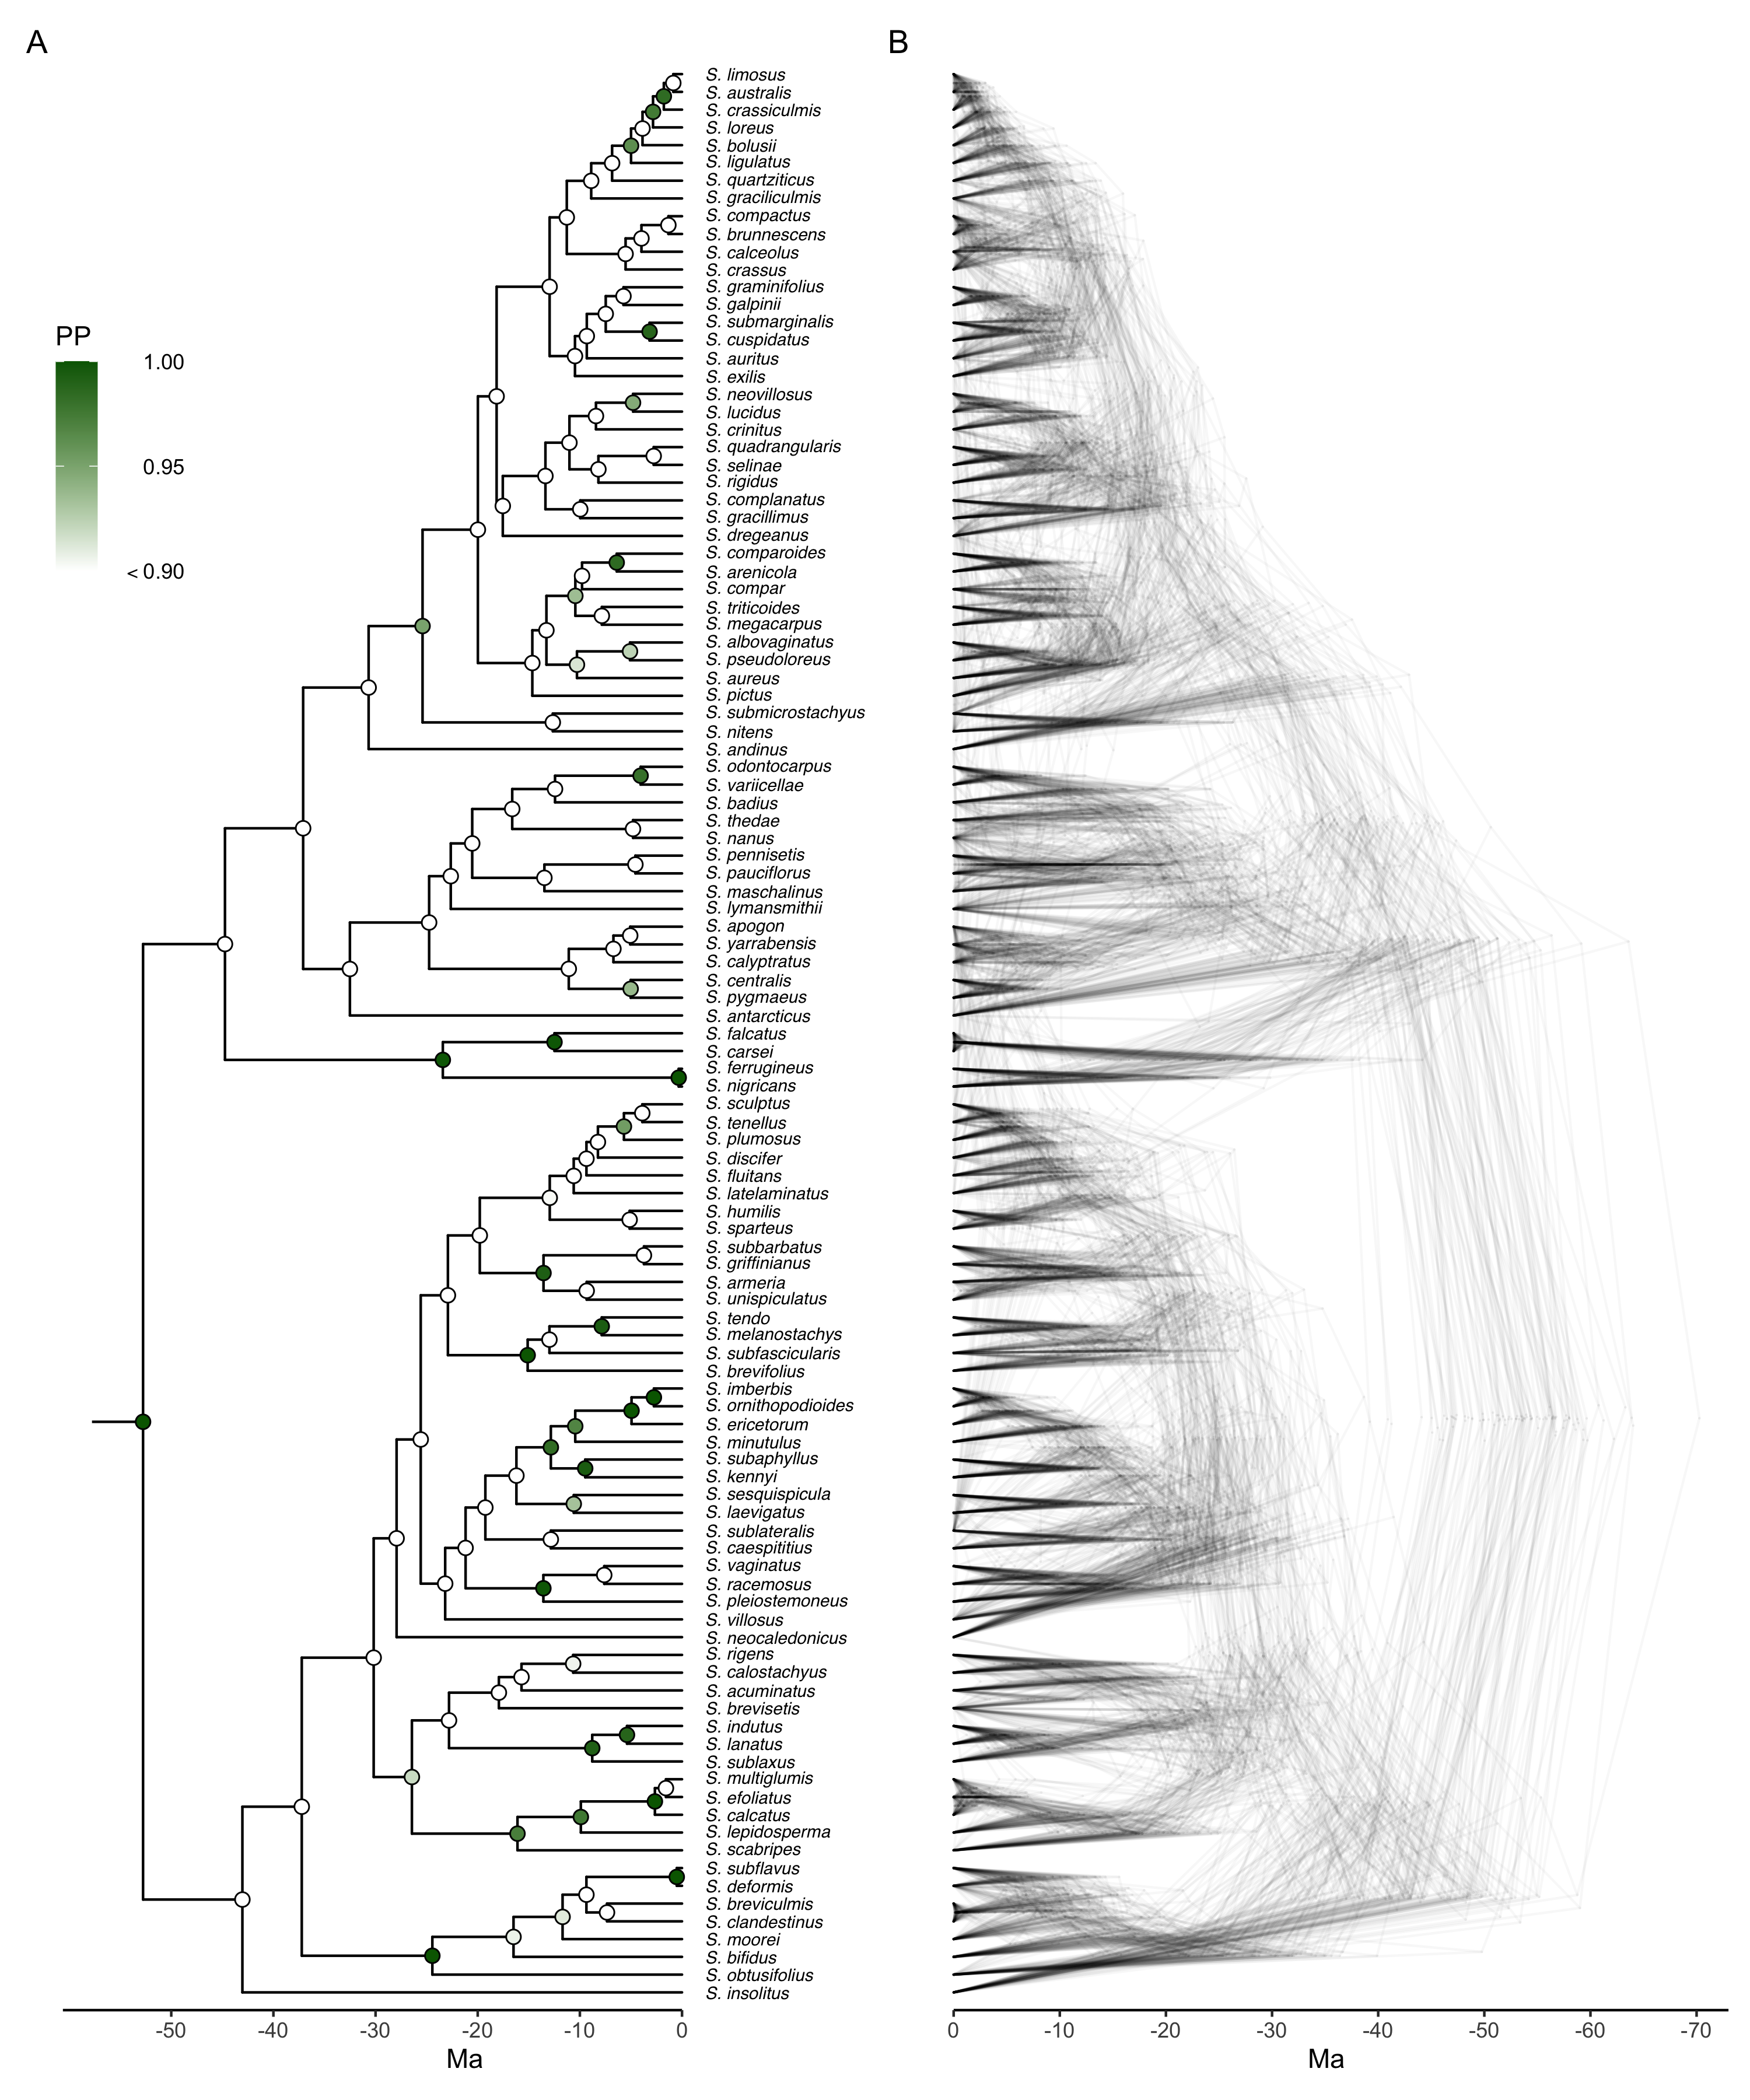 A
B
PP
1.00
0.95
< 0.90
S. limosus
S. australis
S. crassiculmis
S. loreus
S. bolusii
S. ligulatus
S. quartziticus
S. graciliculmis
S. compactus
S. brunnescens
S. calceolus
S. crassus
S. graminifolius
S. galpinii
S. submarginalis
S. cuspidatus
S. auritus
S. exilis
S. neovillosus
S. lucidus
S. crinitus
S. quadrangularis
S. selinae
S. rigidus
S. complanatus
S. gracillimus
S. dregeanus
S. comparoides
S. arenicola
S. compar
S. triticoides
S. megacarpus
S. albovaginatus
S. pseudoloreus
S. aureus
S. pictus
S. submicrostachyus
S. nitens
S. andinus
S. odontocarpus
S. variicellae
S. badius
S. thedae
S. nanus
S. pennisetis
S. pauciflorus
S. maschalinus
S. lymansmithii
S. apogon
S. yarrabensis
S. calyptratus
S. centralis
S. pygmaeus
S. antarcticus
S. falcatus
S. carsei
S. ferrugineus
S. nigricans
S. sculptus
S. tenellus
S. plumosus
S. discifer
S. fluitans
S. latelaminatus
S. humilis
S. sparteus
S. subbarbatus
S. griffinianus
S. armeria
S. unispiculatus
S. tendo
S. melanostachys
S. subfascicularis
S. brevifolius
S. imberbis
S. ornithopodioides
S. ericetorum
S. minutulus
S. subaphyllus
S. kennyi
S. sesquispicula
S. laevigatus
S. sublateralis
S. caespititius
S. vaginatus
S. racemosus
S. pleiostemoneus
S. villosus
S. neocaledonicus
S. rigens
S. calostachyus
S. acuminatus
S. brevisetis
S. indutus
S. lanatus
S. sublaxus
S. multiglumis
S. efoliatus
S. calcatus
S. lepidosperma
S. scabripes
S. subflavus
S. deformis
S. breviculmis
S. clandestinus
S. moorei
S. bifidus
S. obtusifolius
S. insolitus
-50 -40 -30 -20 -10 0
Ma
0 -10 -20 -30 -40 -50 -60 -70
Ma